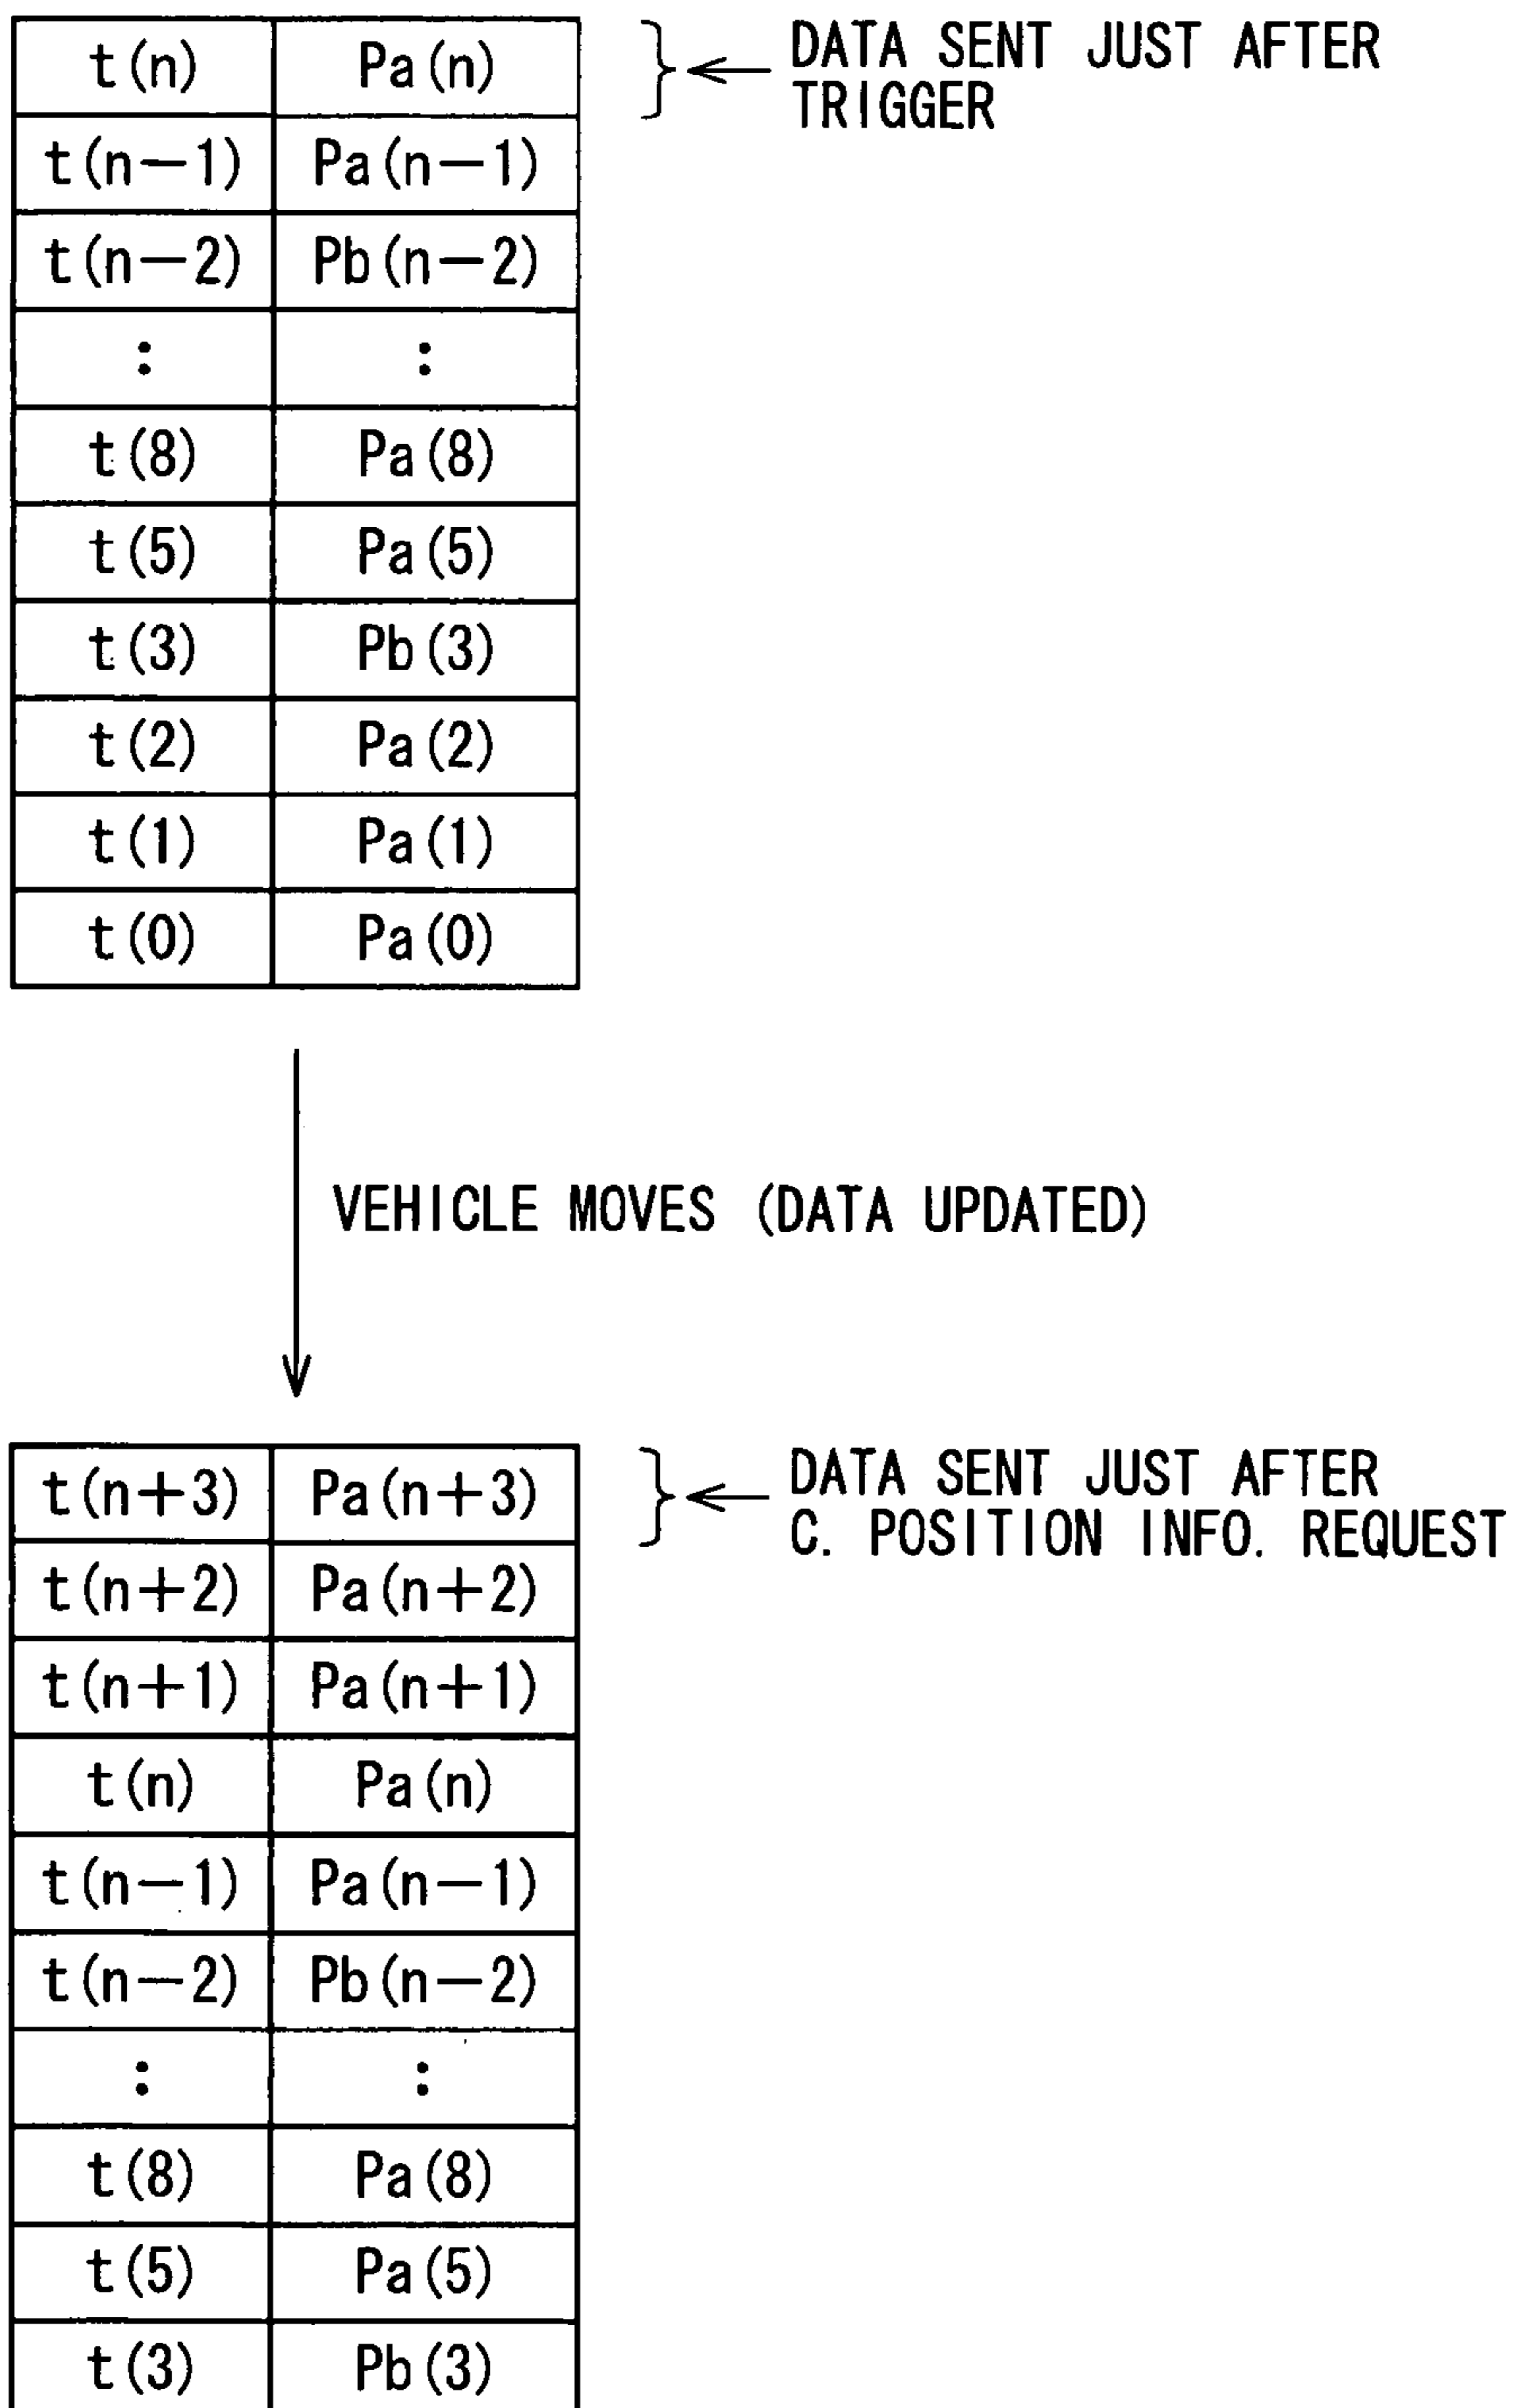 t(n) Pa(n)
DATA SENT JUST AFTER
TRIGGER
t(n−1) Pa(n−1)
t(n−2) Pb(n−2)
: :
t(8) Pa(8)
t(5) Pa(5)
t(3) Pb(3)
t(2) Pa(2)
t(1) Pa(1)
t(0) Pa(0)
VEHICLE MOVES (DATA UPDATED)
t(n+3) Pa(n+3)
DATA SENT JUST AFTER
C. POSITION INFO. REQUEST
t(n+2) Pa(n+2)
t(n+1) Pa(n+1)
t(n) Pa(n)
t(n−1) Pa(n−1)
t(n−2) Pb(n−2)
: :
t(8) Pa(8)
t(5) Pa(5)
t(3) Pb(3)